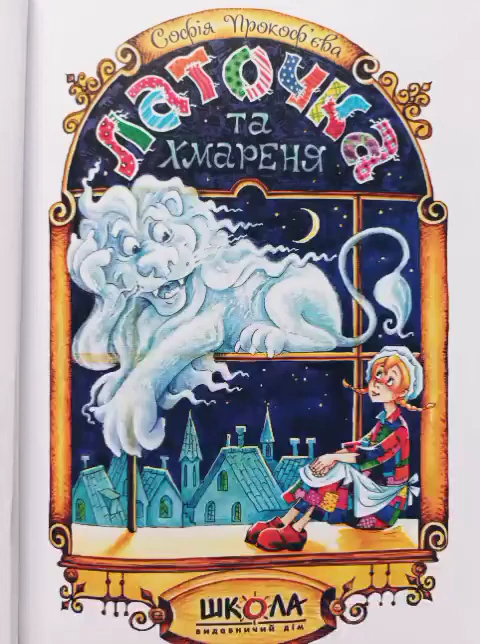 Софія Прокоф'єва
Латочка
та
хмареня
ШКОЛА
видавничий дім